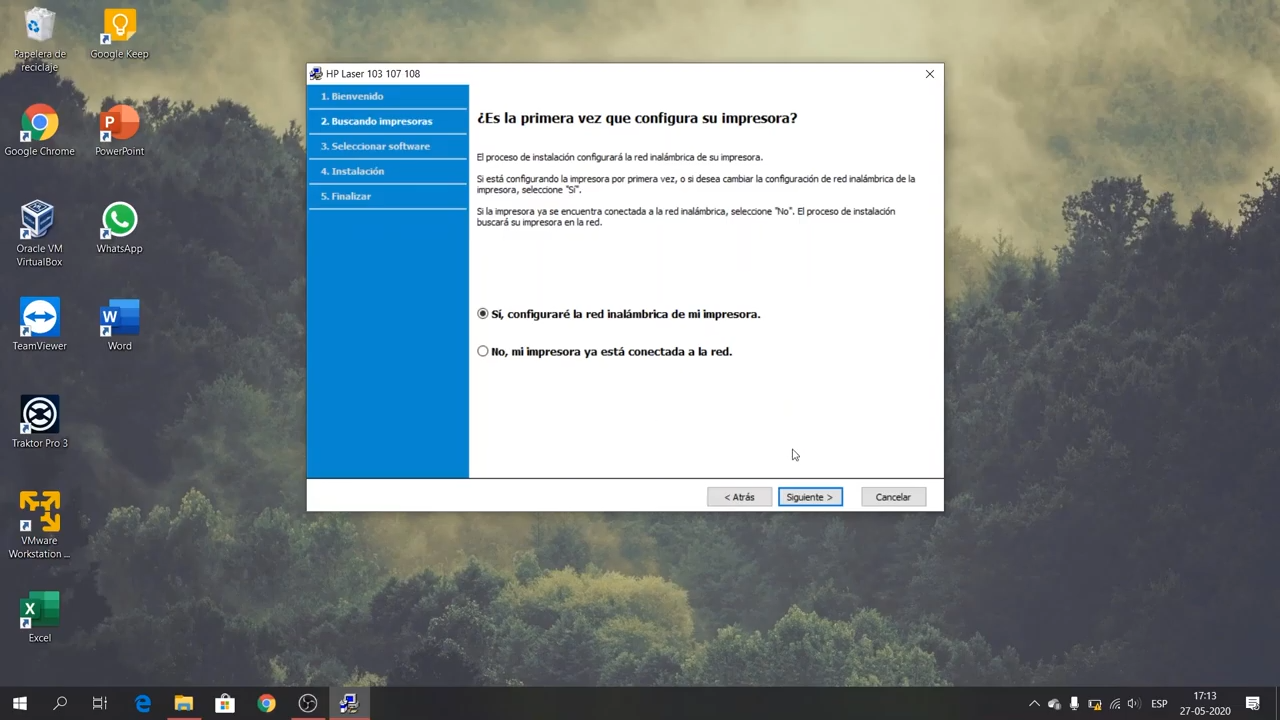 Papelera de
reciclaje
Google Keep
Google Chrome
PowerPoint
Oracle VM
VirtualBox
WhatsApp
TeamViewer
Word
Traktor Pro 3
VMware
Workstation ...
Excel
HP Laser 103 107 108
1. Bienvenido
2. Buscando impresoras
3. Seleccionar software
4. Instalación
5. Finalizar
¿Es la primera vez que configura su impresora?
El proceso de instalación configurará la red inalámbrica de su impresora.
Si está configurando la impresora por primera vez, o si desea cambiar la configuración de red inalámbrica de la
impresora, seleccione "Sí".
Si la impresora ya se encuentra conectada a la red inalámbrica, seleccione "No". El proceso de instalación
buscará su impresora en la red.
Sí, configuraré la red inalámbrica de mi impresora.
No, mi impresora ya está conectada a la red.
< Atrás
Siguiente >
Cancelar
ESP
17:13
27-05-2020